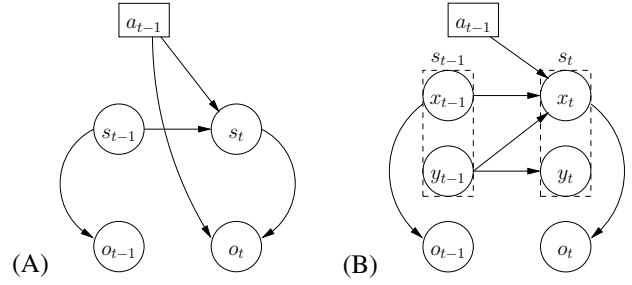 a_{t−1}
s_{t−1} s_t
o_{t−1} o_t
(A)
a_{t−1}
s_{t−1} s_t
x_{t−1} x_t
y_{t−1} y_t
o_{t−1} o_t
(B)